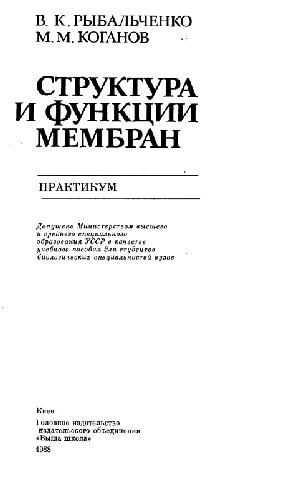 В. К. РЫБАЛЬЧЕНКО
М. М. КОГАНОВ
СТРУКТУРА
И ФУНКЦИИ
МЕМБРАН
ПРАКТИКУМ
Допущено Министерством высшего
и среднего специального
образования УССР в качестве
учебного пособия для студентов
биологических специальностей вузов
Киев
Головное издательство
издательского объединения
«Выща школа»
1988